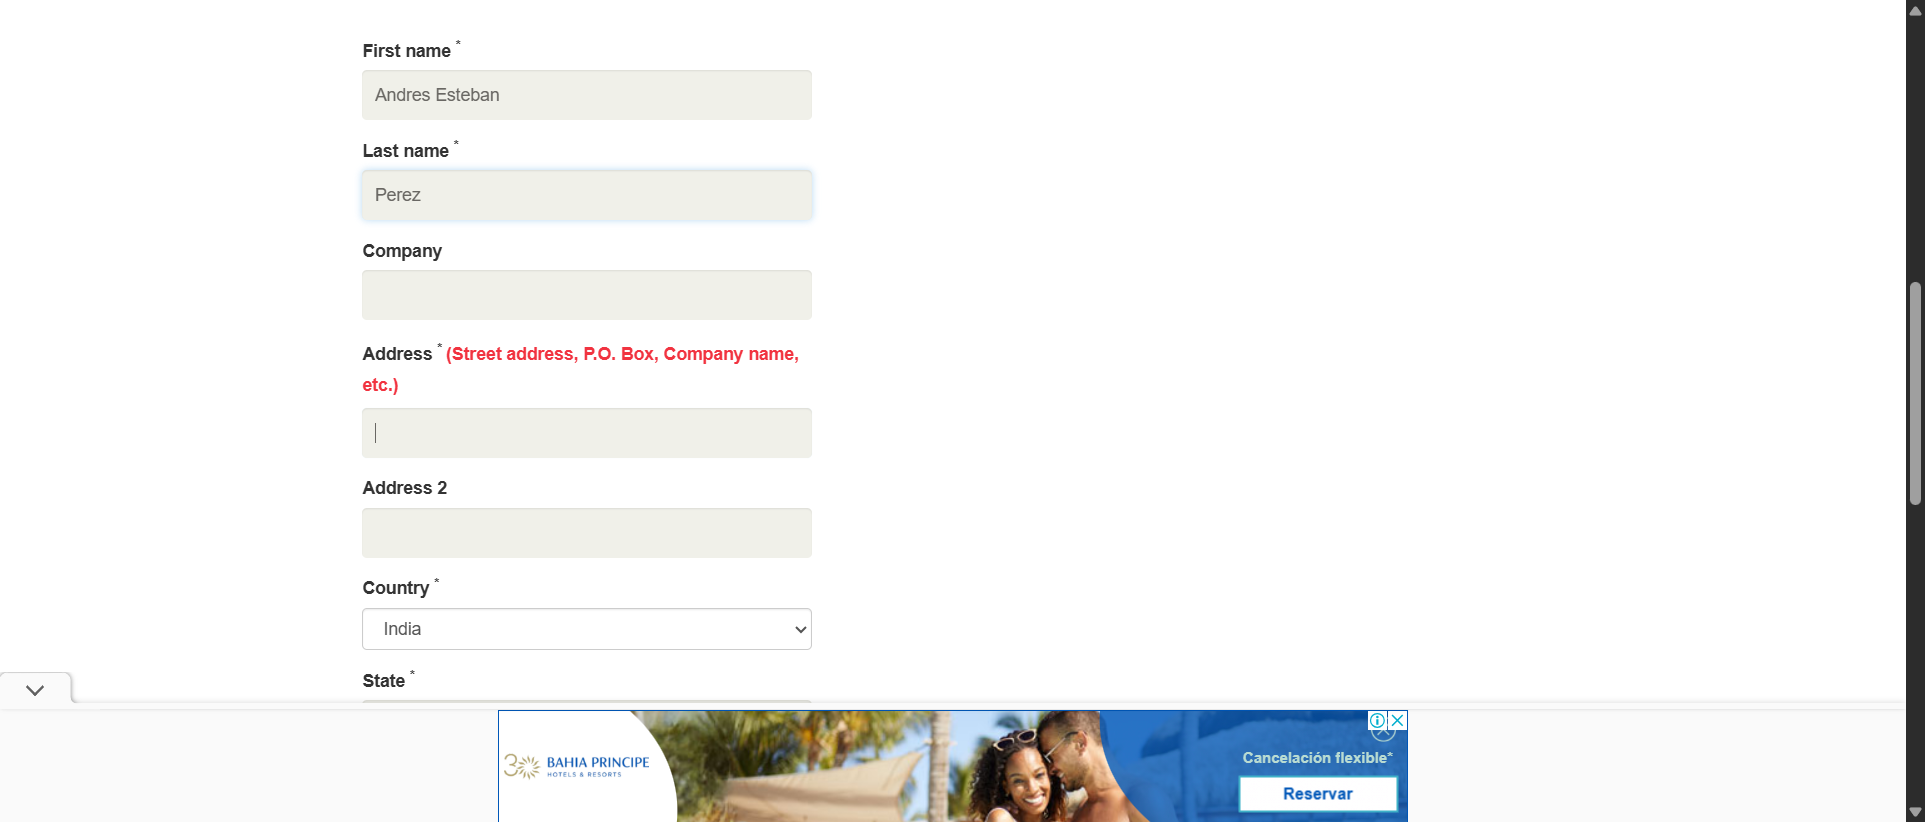 First name *
Andres Esteban
Last name *
Perez
Company
Address * (Street address, P.O. Box, Company name,
etc.)
Address 2
Country *
India
State *
30 BAHIA PRINCIPE
HOTELS & RESORTS
Cancelación flexible*
Reservar